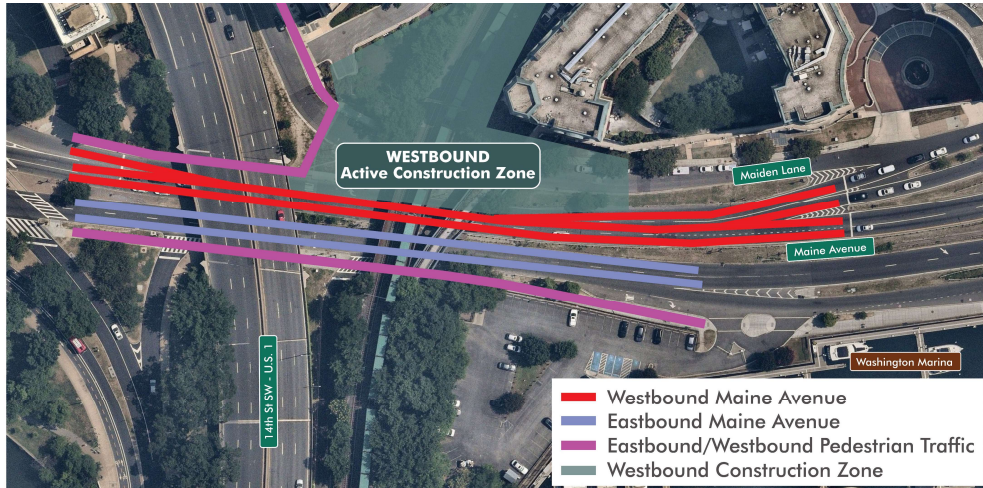 WESTBOUND
Active Construction Zone
Maiden Lane
Maine Avenue
14th St SW - U.S. 1
Washington Marina
Westbound Maine Avenue
Eastbound Maine Avenue
Eastbound/Westbound Pedestrian Traffic
Westbound Construction Zone